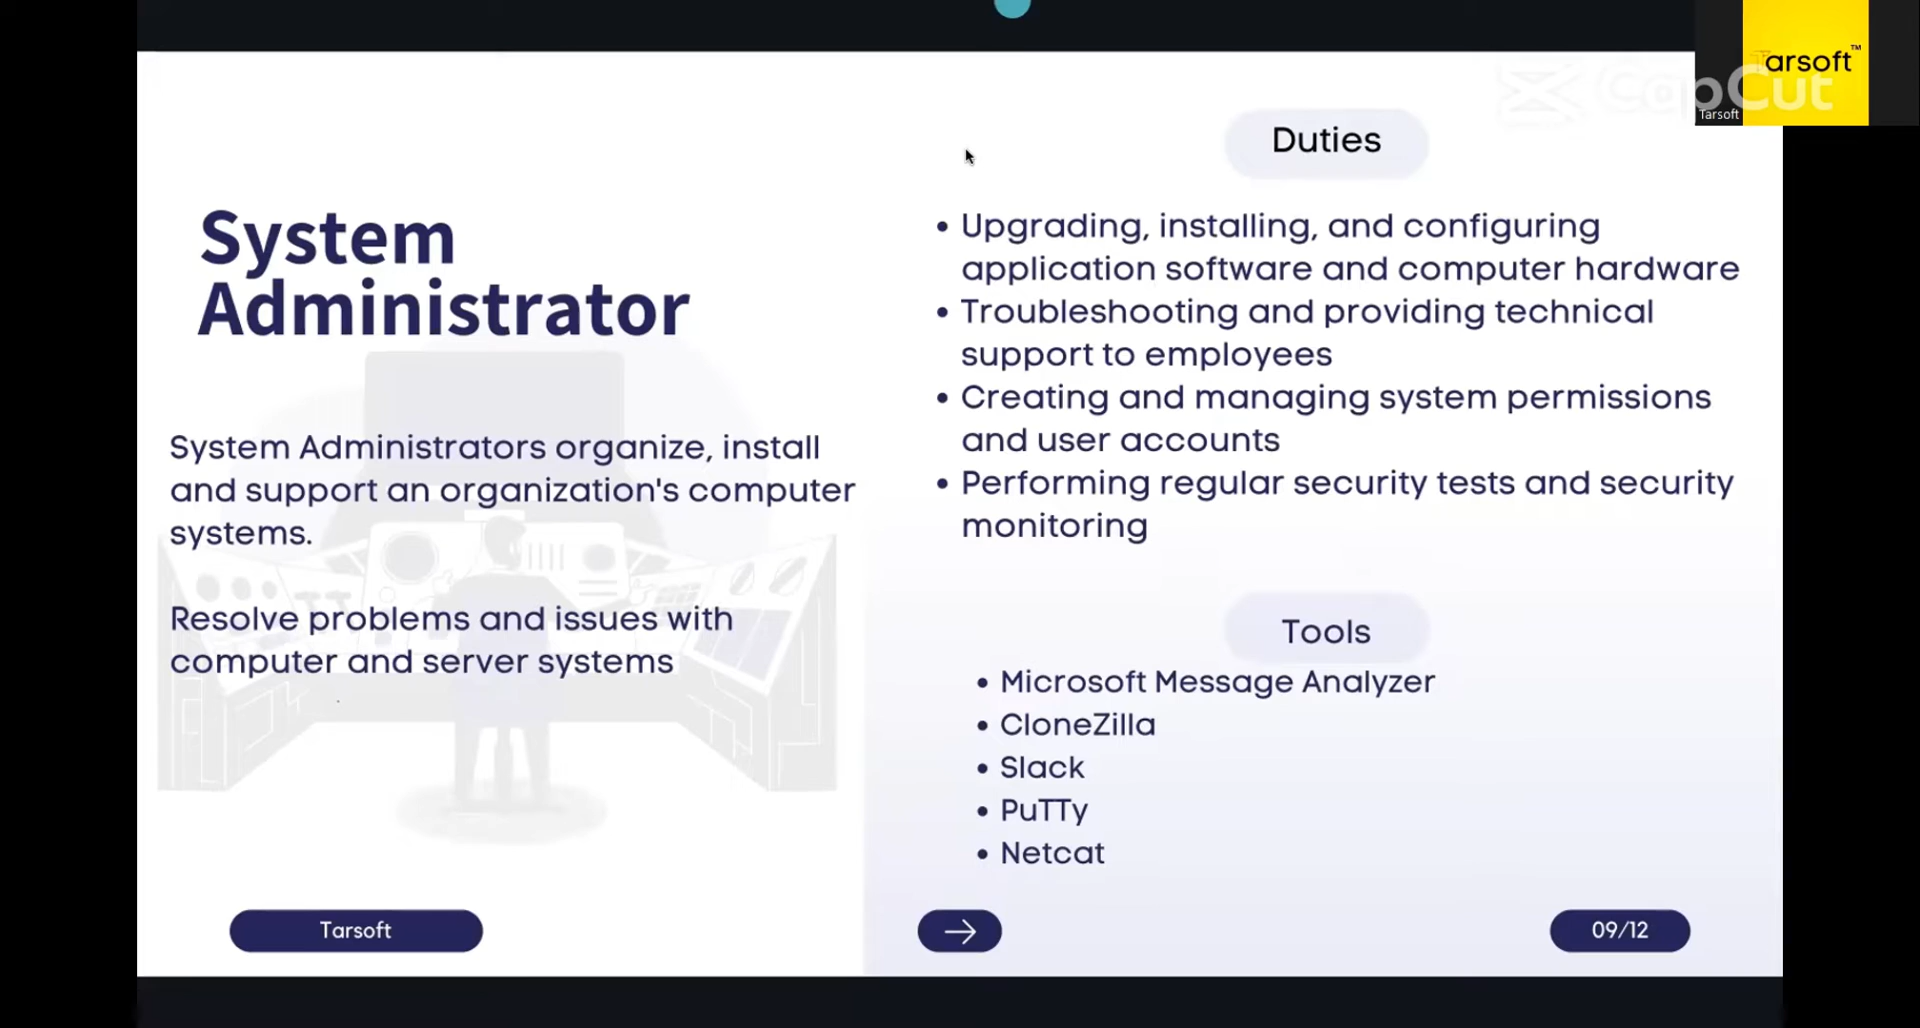 System
Administrator
System Administrators organize, install
and support an organization's computer
systems.
Resolve problems and issues with
computer and server systems
Tarsoft
Duties
• Upgrading, installing, and configuring
application software and computer hardware
• Troubleshooting and providing technical
support to employees
• Creating and managing system permissions
and user accounts
• Performing regular security tests and security
monitoring
Tools
• Microsoft Message Analyzer
• CloneZilla
• Slack
• PuTTy
• Netcat
09/12
Tarsoft™
CapCut
Tarsoft